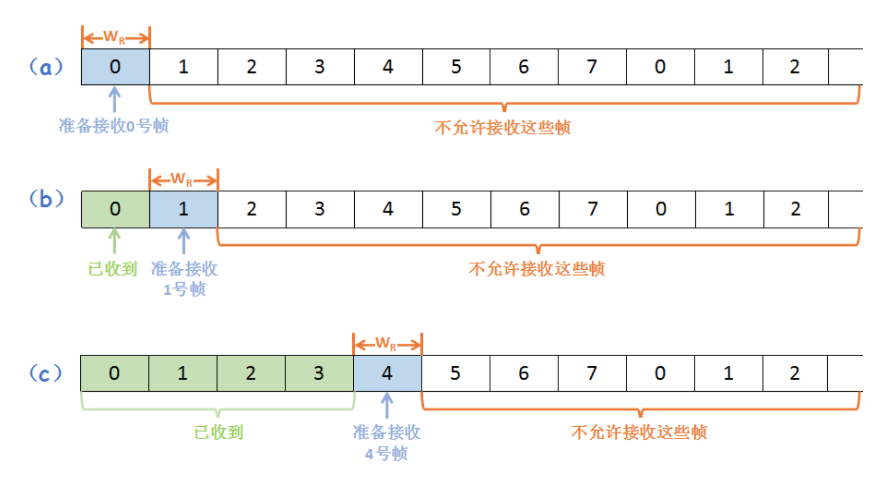 W_R
(a) 0 1 2 3 4 5 6 7 0 1 2
准备接收0号帧 不允许接收这些帧
W_R
(b) 0 1 2 3 4 5 6 7 0 1 2
已收到 准备接收 不允许接收这些帧
1号帧
W_R
(c) 0 1 2 3 4 5 6 7 0 1 2
已收到 准备接收 不允许接收这些帧
4号帧